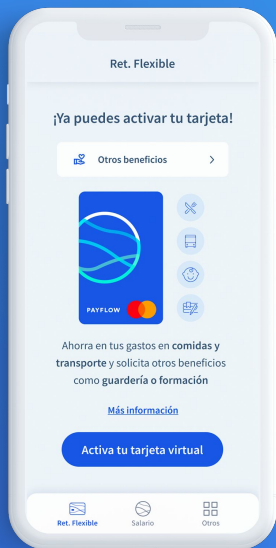 Ret. Flexible
¡Ya puedes activar tu tarjeta!
Otros beneficios
PAYFLOW
Ahorra en tus gastos en comidas y
transporte y solicita otros beneficios
como guardería o formación
Más información
Activa tu tarjeta virtual
Ret. Flexible
Salario
Otros